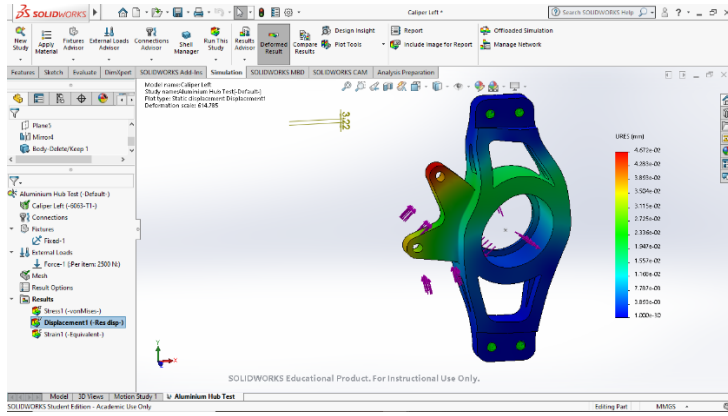 SOLIDWORKS
Caliper Left *
Search SOLIDWORKS Help
New Study
Apply Material
Fixtures Advisor
External Loads Advisor
Connections Advisor
Shell Manager
Run This Study
Results Advisor
Deformed Result
Compare Results
Design Insight
Plot Tools
Report
Include Image for Report
Offloaded Simulation
Manage Network
Features Sketch Evaluate DimXpert SOLIDWORKS Add-Ins Simulation SOLIDWORKS MBD SOLIDWORKS CAM Analysis Preparation
Model name:Caliper Left
Study name:Aluminium Hub Test(-Default-)
Plot type: Static displacement Displacement1
Deformation scale: 614.785
Plane5
Mirror4
Body-Delete/Keep 1
Aluminium Hub Test (-Default-)
Caliper Left (-6063-T1-)
Connections
Fixtures
Fixed-1
External Loads
Force-1 (:Per item: 2500 N:)
Mesh
Result Options
Results
Stress1 (-vonMises-)
Displacement1 (-Res disp-)
Strain1 (-Equivalent-)
URES (mm)
4.672e-02
4.283e-02
3.893e-02
3.504e-02
3.115e-02
2.725e-02
2.336e-02
1.947e-02
1.557e-02
1.168e-02
7.787e-03
3.893e-03
1.000e-30
Y
X
SOLIDWORKS Educational Product. For Instructional Use Only.
Model 3D Views Motion Study 1 Aluminium Hub Test
SOLIDWORKS Student Edition - Academic Use Only
Editing Part MMGS